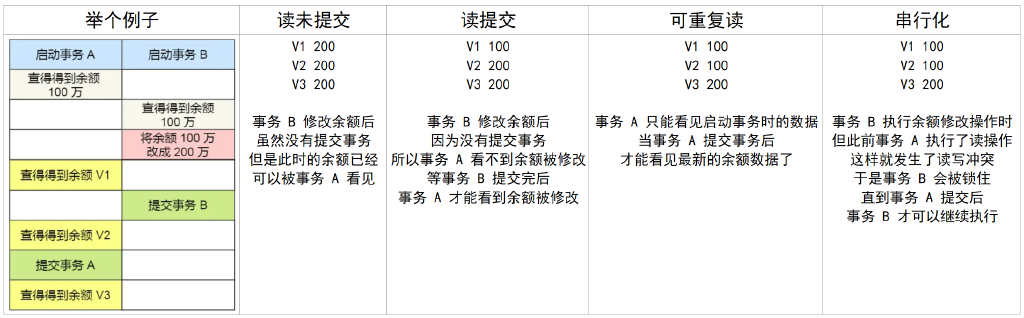 举个例子
读未提交
读提交
可重复读
串行化
启动事务 A
启动事务 B
查得得到余额
100 万
查得得到余额
100 万
将余额 100 万
改成 200 万
查得得到余额 V1
提交事务 B
查得得到余额 V2
提交事务 A
查得得到余额 V3
V1 200
V2 200
V3 200
事务 B 修改余额后
虽然没有提交事务
但是此时的余额已经
可以被事务 A 看见
V1 100
V2 200
V3 200
事务 B 修改余额后
因为没有提交事务
所以事务 A 看不到余额被修改
等事务 B 提交完后
事务 A 才能看到余额被修改
V1 100
V2 100
V3 200
事务 A 只能看见启动事务时的数据
当事务 A 提交事务后
才能看见最新的余额数据了
V1 100
V2 100
V3 200
事务 B 执行余额修改操作时
但此前事务 A 执行了读操作
这样就发生了读写冲突
于是事务 B 会被锁住
直到事务 A 提交后
事务 B 才可以继续执行